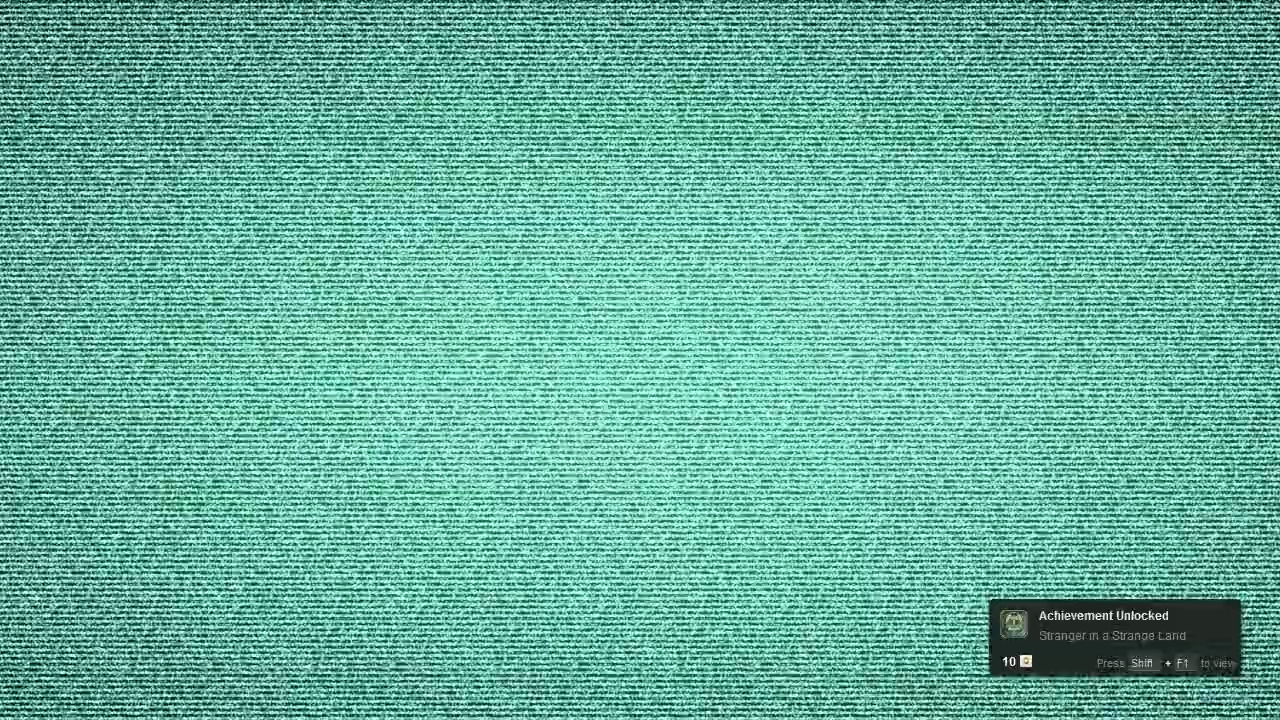 Achievement Unlocked
Stranger in a Strange Land
10
Press Shift + F1 to view